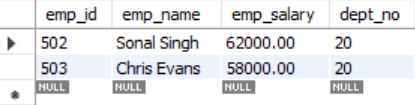 emp_id emp_name emp_salary dept_no
502 Sonal Singh 62000.00 20
503 Chris Evans 58000.00 20
NULL NULL NULL NULL